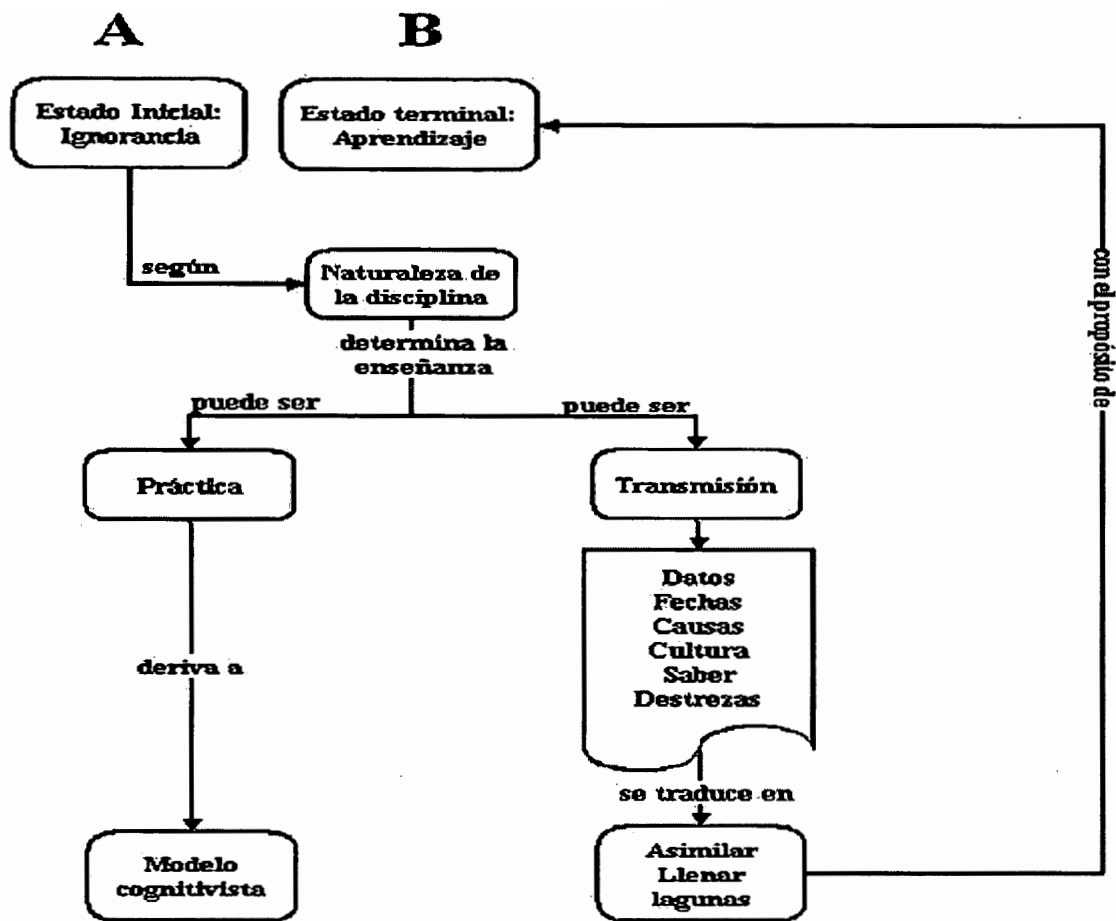 A
B
Estado Inicial:
Ignorancia
Estado terminal:
Aprendizaje
según
Naturaleza de
la disciplina
determina la
enseñanza
puede ser
puede ser
Práctica
Transmisión
Datos
Fechas
Causas
Cultura
Saber
Destrezas
deriva a
se traduce en
Modelo
cognitivista
Asimilar
Llenar
lagunas
con el propósito de